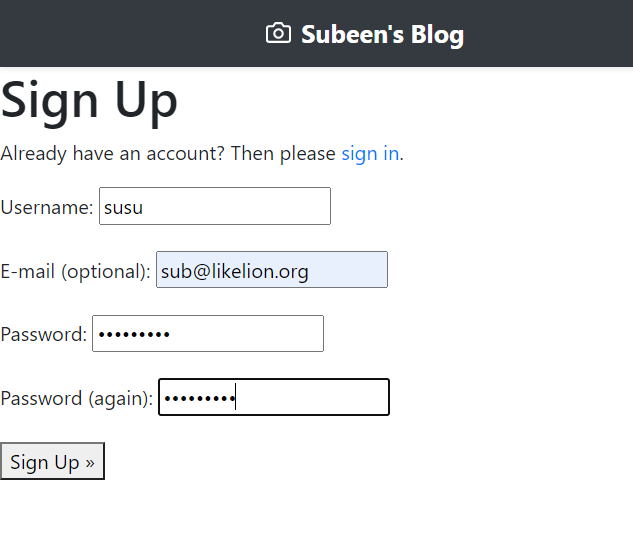 Subeen's Blog
Sign Up
Already have an account? Then please sign in.
Username: susu
E-mail (optional): sub@likelion.org
Password: •••••••••
Password (again): •••••••••
Sign Up »